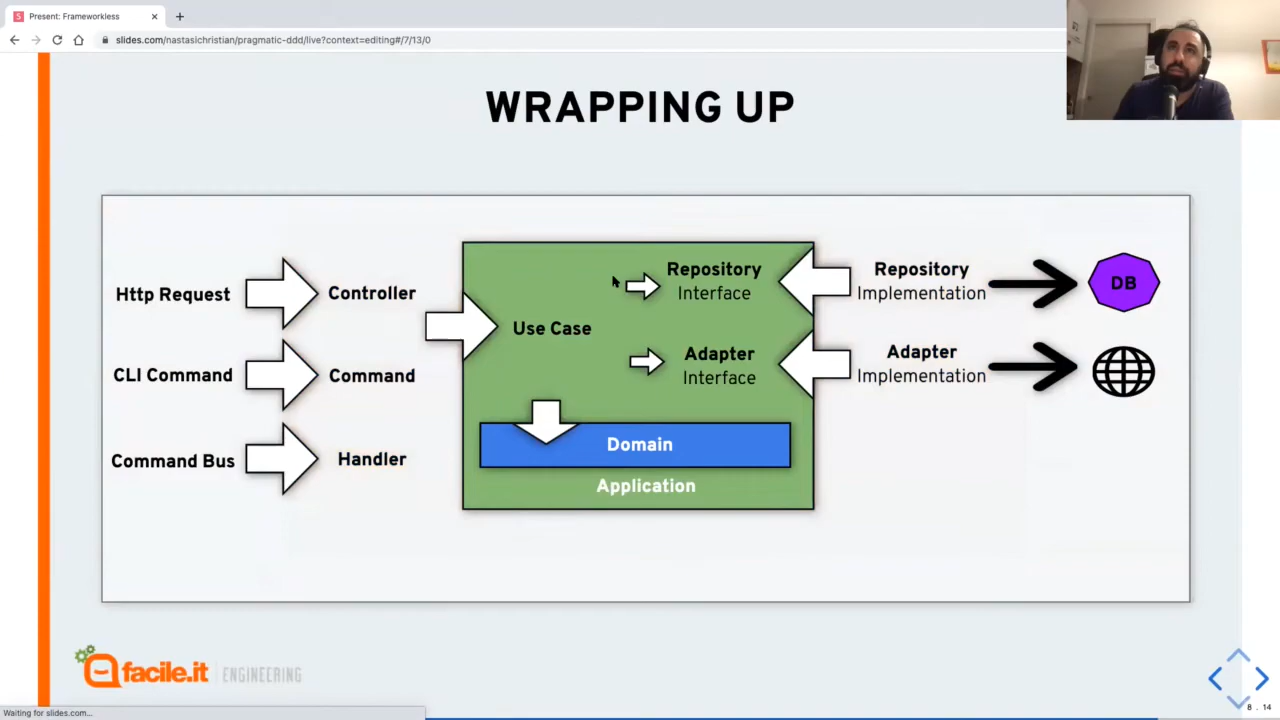 Present: Frameworkless
slides.com/nastasichristian/pragmatic-ddd/live?context=editing#/7/13/0
WRAPPING UP
Http Request
Controller
CLI Command
Command
Command Bus
Handler
Use Case
Repository
Interface
Adapter
Interface
Domain
Application
Repository
Implementation
Adapter
Implementation
DB
facile.it ENGINEERING
Waiting for slides.com...
8 . 14